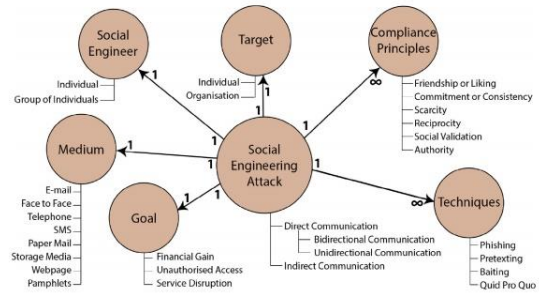 Social
Engineer
1
Individual
Group of Individuals
Target
Individual
Organisation
1
1
Compliance
Principles
∞
Friendship or Liking
Commitment or Consistency
Scarcity
Reciprocity
Social Validation
Authority
Medium
1
E-mail
Face to Face
Telephone
SMS
Paper Mail
Storage Media
Webpage
Pamphlets
Social
Engineering
Attack
1
1
1
1
1
Direct Communication
Bidirectional Communication
Unidirectional Communication
Indirect Communication
Goal
1
Financial Gain
Unauthorised Access
Service Disruption
Techniques
∞
Phishing
Pretexting
Baiting
Quid Pro Quo